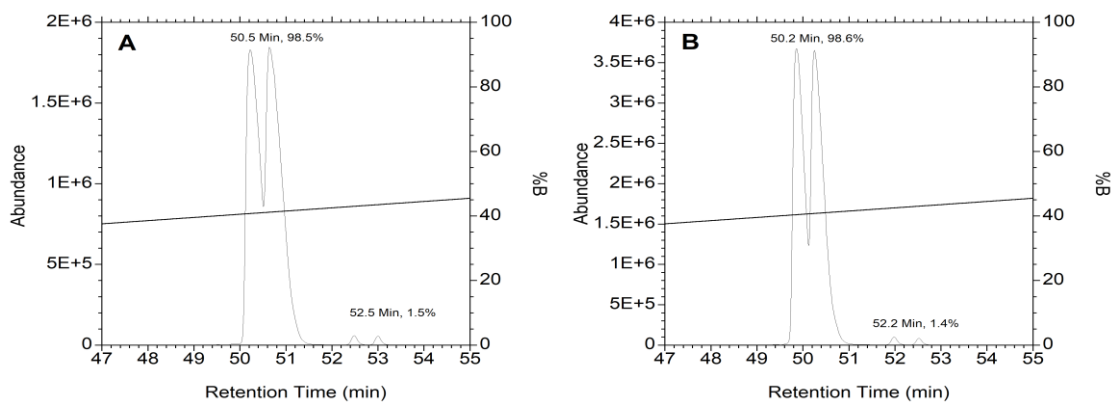 A
50.5 Min, 98.5%
52.5 Min, 1.5%
2E+6
1.5E+6
1E+6
5E+5
0
Abundance
100
80
60
40
20
0
%B
47 48 49 50 51 52 53 54 55
Retention Time (min)
B
50.2 Min, 98.6%
52.2 Min, 1.4%
4E+6
3.5E+6
3E+6
2.5E+6
2E+6
1.5E+6
1E+6
5E+5
0
Abundance
100
80
60
40
20
0
%B
47 48 49 50 51 52 53 54 55
Retention Time (min)